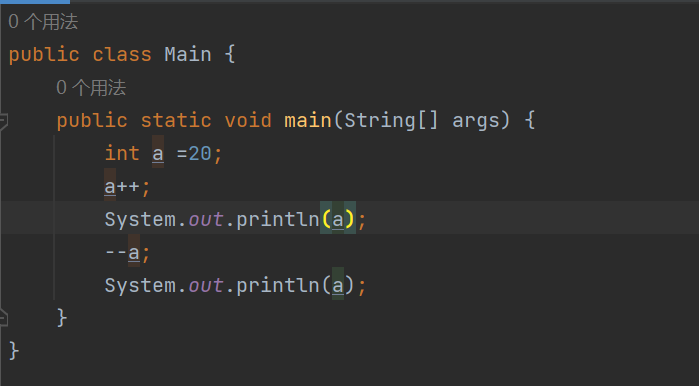 0 个用法
public class Main {
0 个用法
public static void main(String[] args) {
int a =20;
a++;
System.out.println(a);
--a;
System.out.println(a);
}
}